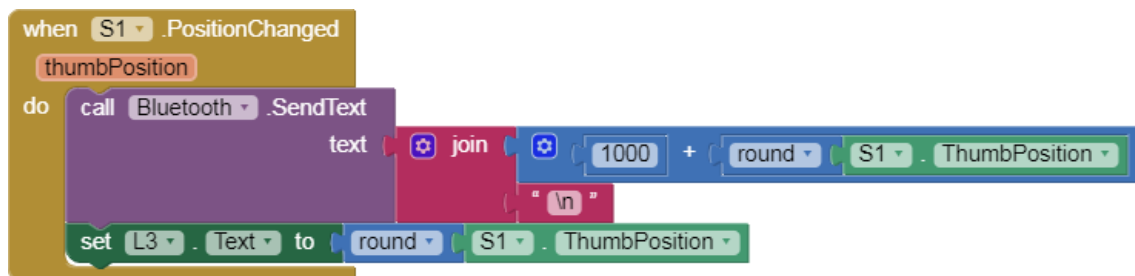 when S1 .PositionChanged
thumbPosition
do call Bluetooth .SendText
text join 1000 + round S1 . ThumbPosition
" \n "
set L3 . Text to round S1 . ThumbPosition